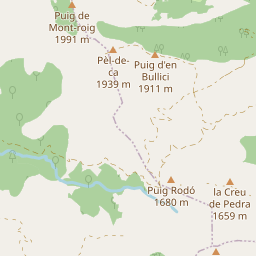 Puig de
Mont-roig
1991 m
Pèl-de-
ca
1939 m
Puig d'en
Bullici
1911 m
Puig Rodó
1680 m
la Creu
de Pedra
1659 m